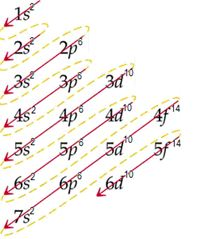 1s²
2s² 2p⁶
3s² 3p⁶ 3d¹⁰
4s² 4p⁶ 4d¹⁰ 4f¹⁴
5s² 5p⁶ 5d¹⁰ 5f¹⁴
6s² 6p⁶ 6d¹⁰
7s²